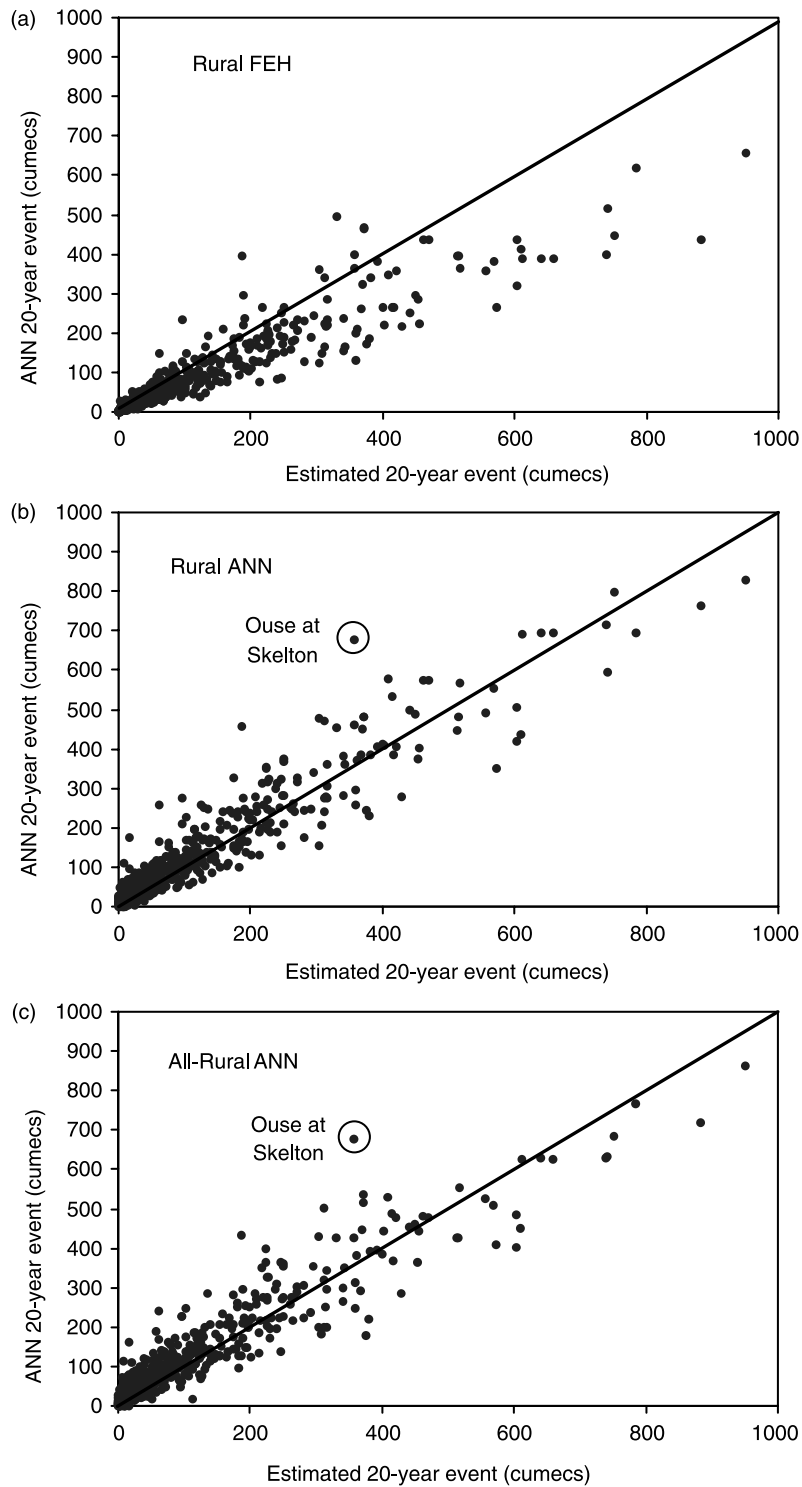 (a)
1000
900
800
700
600
500
400
300
200
100
0
Rural FEH
ANN 20-year event (cumecs)
0 200 400 600 800 1000
Estimated 20-year event (cumecs)
(b)
1000
900
800
700
600
500
400
300
200
100
0
Rural ANN
Ouse at
Skelton
ANN 20-year event (cumecs)
0 200 400 600 800 1000
Estimated 20-year event (cumecs)
(c)
1000
900
800
700
600
500
400
300
200
100
0
All-Rural ANN
Ouse at
Skelton
ANN 20-year event (cumecs)
0 200 400 600 800 1000
Estimated 20-year event (cumecs)